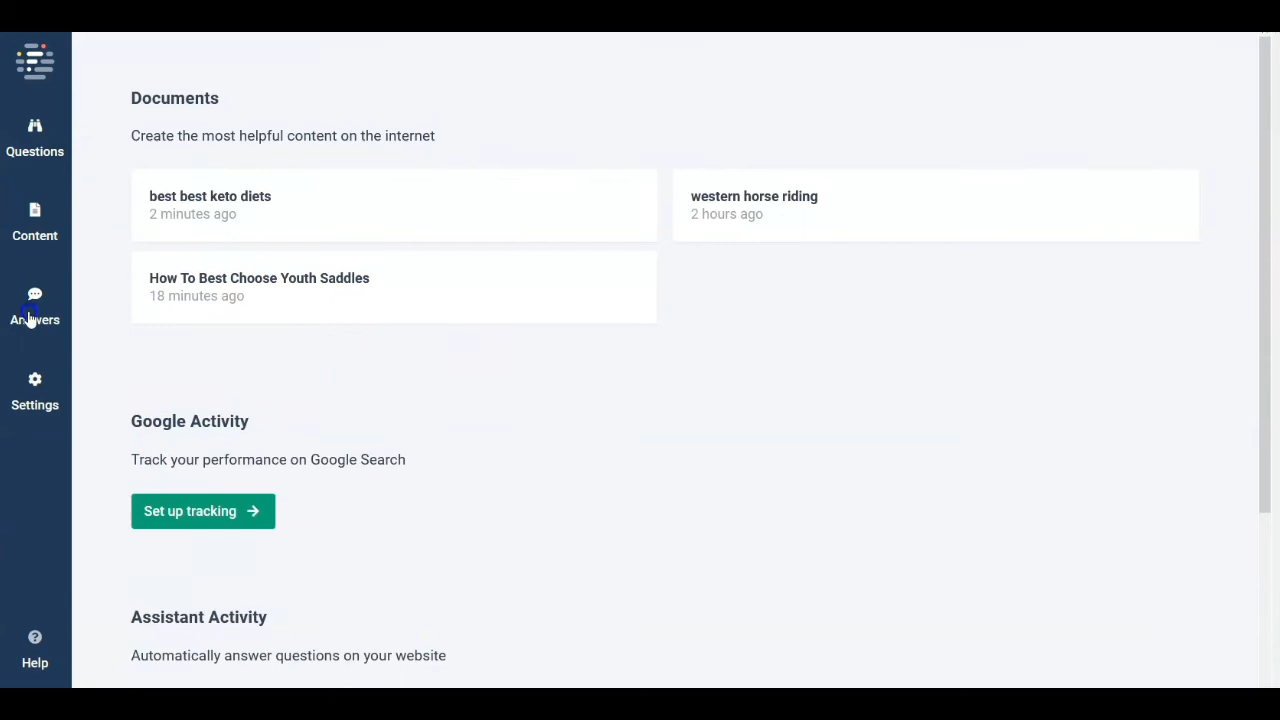 Questions
Content
Answers
Settings
Help
Documents
Create the most helpful content on the internet
best best keto diets
2 minutes ago
western horse riding
2 hours ago
How To Best Choose Youth Saddles
18 minutes ago
Google Activity
Track your performance on Google Search
Set up tracking
Assistant Activity
Automatically answer questions on your website